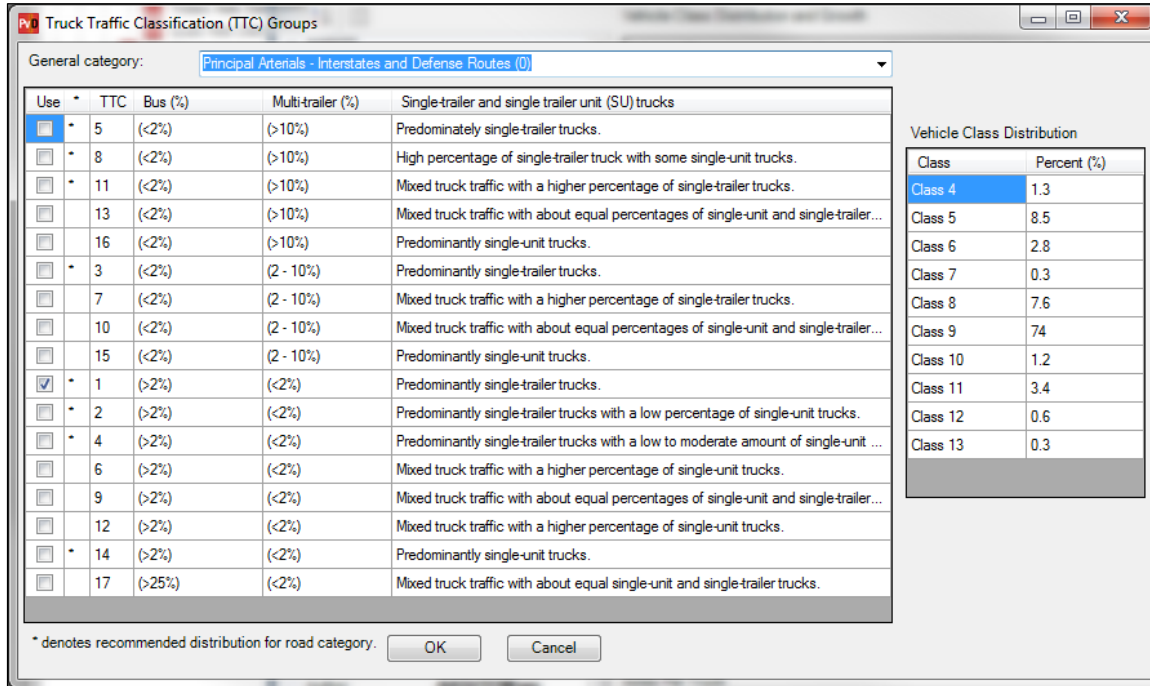 PvD Truck Traffic Classification (TTC) Groups
General category: Principal Arterials - Interstates and Defense Routes (0)
Use * TTC Bus (%) Multi-trailer (%) Single-trailer and single trailer unit (SU) trucks
* 5 (<2%) (>10%) Predominately single-trailer trucks.
* 8 (<2%) (>10%) High percentage of single-trailer truck with some single-unit trucks.
* 11 (<2%) (>10%) Mixed truck traffic with a higher percentage of single-trailer trucks.
13 (<2%) (>10%) Mixed truck traffic with about equal percentages of single-unit and single-trailer...
16 (<2%) (>10%) Predominantly single-unit trucks.
* 3 (<2%) (2 - 10%) Predominantly single-trailer trucks.
7 (<2%) (2 - 10%) Mixed truck traffic with a higher percentage of single-trailer trucks.
10 (<2%) (2 - 10%) Mixed truck traffic with about equal percentages of single-unit and single-trailer...
15 (<2%) (2 - 10%) Predominantly single-unit trucks.
* 1 (>2%) (<2%) Predominantly single-trailer trucks.
* 2 (>2%) (<2%) Predominantly single-trailer trucks with a low percentage of single-unit trucks.
* 4 (>2%) (<2%) Predominantly single-trailer trucks with a low to moderate amount of single-unit ...
6 (>2%) (<2%) Mixed truck traffic with a higher percentage of single-unit trucks.
9 (>2%) (<2%) Mixed truck traffic with about equal percentages of single-unit and single-trailer...
12 (>2%) (<2%) Mixed truck traffic with a higher percentage of single-unit trucks.
* 14 (>2%) (<2%) Predominantly single-unit trucks.
17 (>25%) (<2%) Mixed truck traffic with about equal single-unit and single-trailer trucks.
* denotes recommended distribution for road category. OK Cancel
Vehicle Class Distribution
Class Percent (%)
Class 4 1.3
Class 5 8.5
Class 6 2.8
Class 7 0.3
Class 8 7.6
Class 9 74
Class 10 1.2
Class 11 3.4
Class 12 0.6
Class 13 0.3